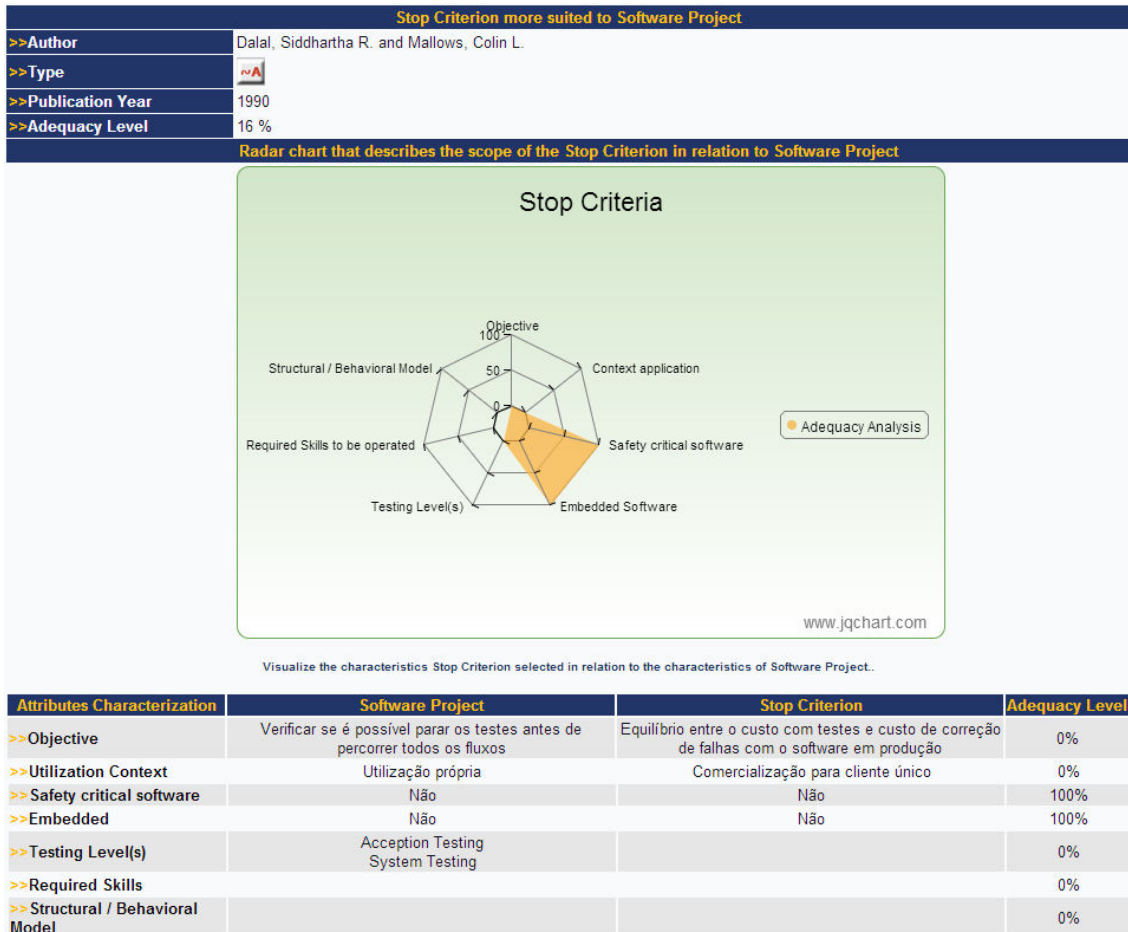 Stop Criterion more suited to Software Project
>>Author Dalal, Siddhartha R. and Mallows, Colin L.
>>Type ~A
>>Publication Year 1990
>>Adequacy Level 16 %
Radar chart that describes the scope of the Stop Criterion in relation to Software Project
Stop Criteria
Objective
100
Structural / Behavioral Model
50
Context application
0
Adequacy Analysis
Required Skills to be operated
Safety critical software
Testing Level(s)
Embedded Software
www.jqchart.com
Visualize the characteristics Stop Criterion selected in relation to the characteristics of Software Project..
Attributes Characterization Software Project Stop Criterion Adequacy Level
>>Objective Verificar se é possível parar os testes antes de Equilíbrio entre o custo com testes e custo de correção 0%
percorrer todos os fluxos de falhas com o software em produção
>>Utilization Context Utilização própria Comercialização para cliente único 0%
>>Safety critical software Não Não 100%
>>Embedded Não Não 100%
>>Testing Level(s) Acception Testing 0%
System Testing
>>Required Skills 0%
>>Structural / Behavioral 0%
Model